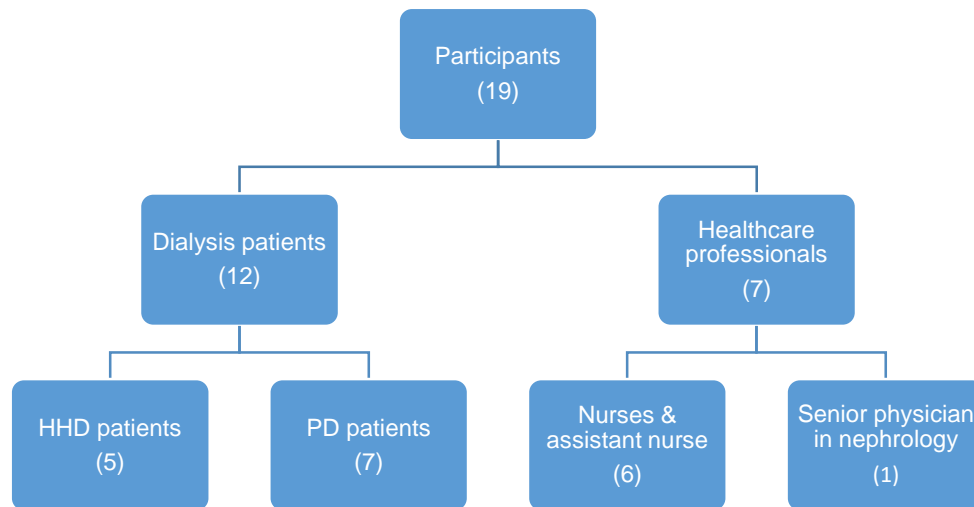 Participants
(19)
Dialysis patients
(12)
Healthcare
professionals
(7)
HHD patients
(5)
PD patients
(7)
Nurses &
assistant nurse
(6)
Senior physician
in nephrology
(1)